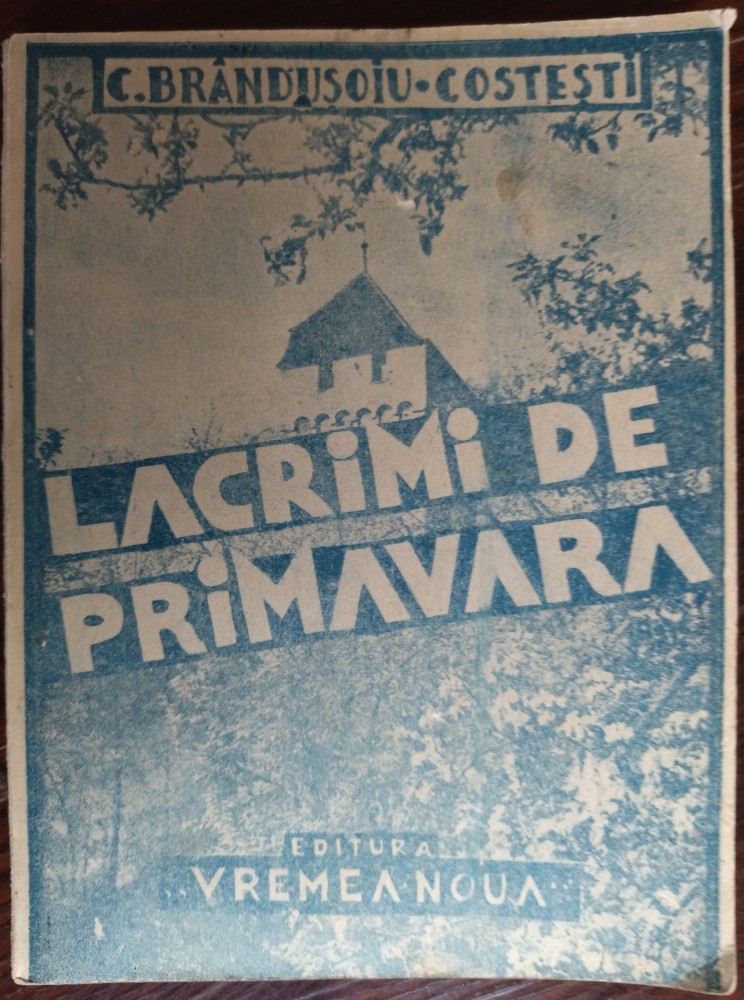 C.BRÂNDUȘOIU•COSTEȘTI
LACRiMi DE
PRiMAVARA
EDITURA
„VREMEA•NOUA”